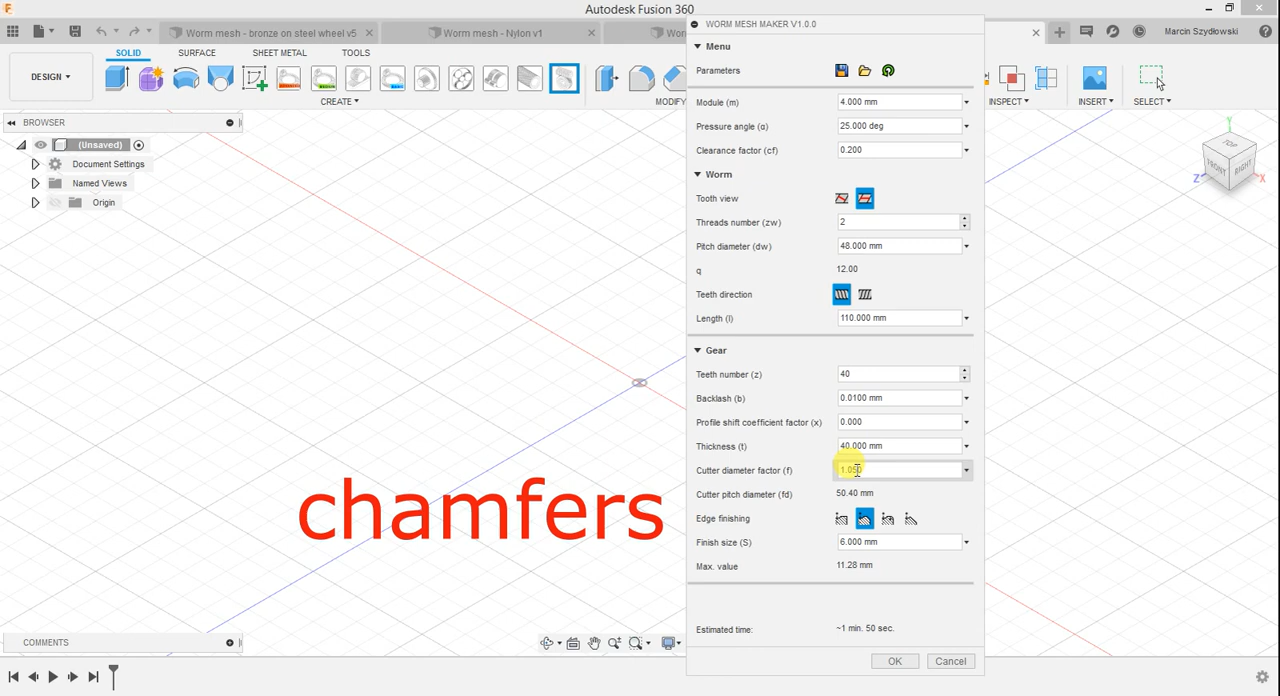 Autodesk Fusion 360
Worm mesh - bronze on steel wheel v5
Worm mesh - Nylon v1
Marcin Szydłowski
SOLID
SURFACE
SHEET METAL
TOOLS
DESIGN
CREATE
MODIFY
INSPECT
INSERT
SELECT
BROWSER
(Unsaved)
Document Settings
Named Views
Origin
TOP
FRONT
RIGHT
Y
Z
X
WORM MESH MAKER V1.0.0
Menu
Parameters
Module (m) 4.000 mm
Pressure angle (α) 25.000 deg
Clearance factor (cf) 0.200
Worm
Tooth view
Threads number (zw) 2
Pitch diameter (dw) 48.000 mm
q 12.00
Teeth direction
Length (l) 110.000 mm
Gear
Teeth number (z) 40
Backlash (b) 0.0100 mm
Profile shift coefficient factor (x) 0.000
Thickness (t) 40.000 mm
Cutter diameter factor (f) 1.050
Cutter pitch diameter (fd) 50.40 mm
Edge finishing
Finish size (S) 6.000 mm
Max. value 11.28 mm
Estimated time: ~1 min. 50 sec.
OK Cancel
chamfers
COMMENTS